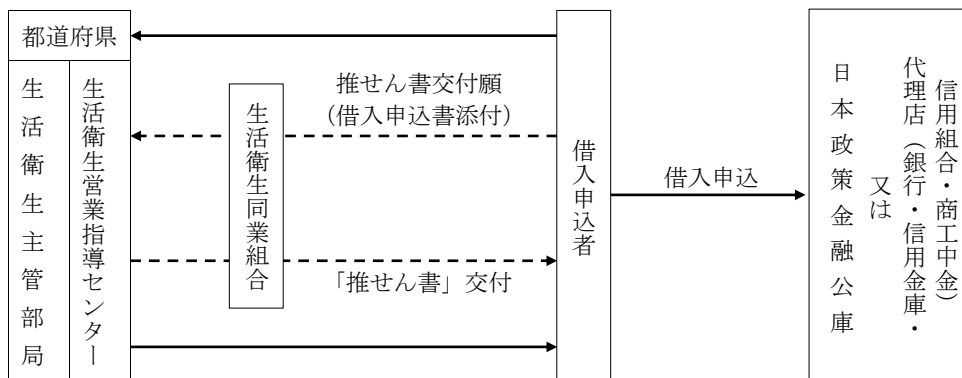 都道府県
生活衛生主管部局
生活衛生営業指導センター
生活衛生同業組合
推せん書交付願
（借入申込書添付）
「推せん書」交付
借入申込者
借入申込
日本政策金融公庫
又は
代理店（銀行・信用金庫・
信用組合・商工中金）